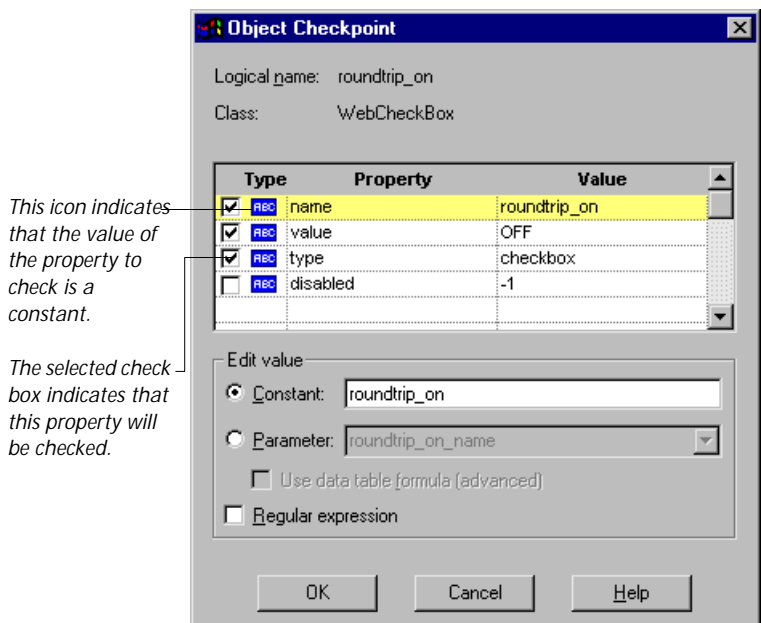 Object Checkpoint
Logical name: roundtrip_on
Class: WebCheckBox
Type Property Value
ABC name roundtrip_on
ABC value OFF
ABC type checkbox
ABC disabled -1
This icon indicates
that the value of
the property to
check is a
constant.
The selected check
box indicates that
this property will
be checked.
Edit value
Constant: roundtrip_on
Parameter: roundtrip_on_name
Use data table formula (advanced)
Regular expression
OK Cancel Help